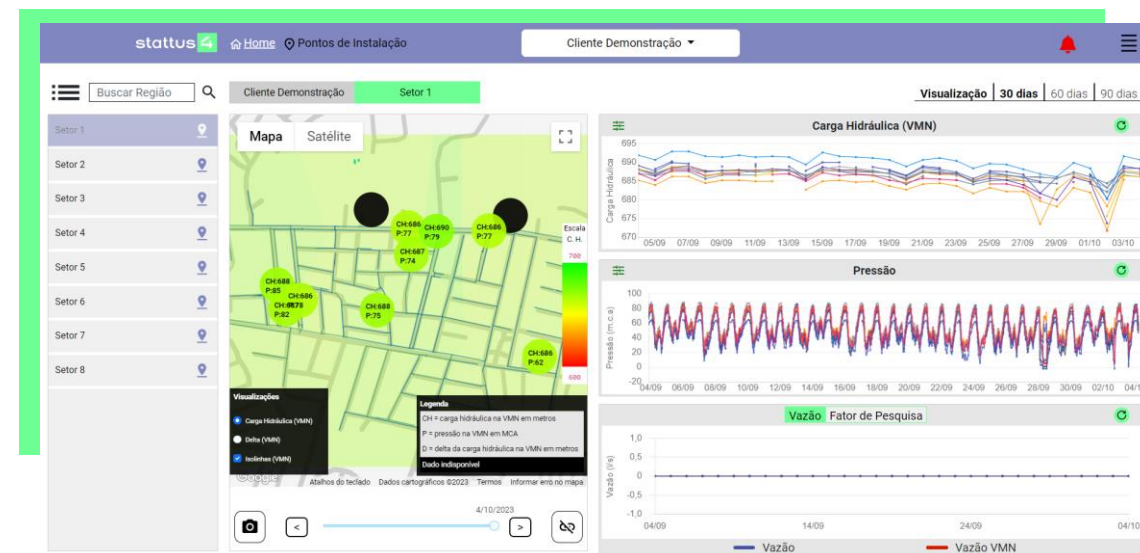 stattus4 Home Pontos de Instalação Cliente Demonstração
Buscar Região Cliente Demonstração Setor 1 Visualização 30 dias 60 dias 90 dias
Setor 1
Setor 2
Setor 3
Setor 4
Setor 5
Setor 6
Setor 7
Setor 8
Mapa Satélite
CH:686
P:77
CH:690
P:79
CH:686
P:77
CH:687
P:74
CH:688
P:85
CH:686
P:82
CH:688
P:75
CH:686
P:62
Escala
C. H.
700
600
Visualizações
Carga Hidráulica (VMN)
Delta (VMN)
Isolinhas (VMN)
Legenda
CH = carga hidráulica na VMN em metros
P = pressão na VMN em MCA
D = delta da carga hidráulica na VMN em metros
Dado indisponível
Google Atalhos do teclado Dados cartográficos ©2023 Termos Informar erro no mapa
4/10/2023
< >
Carga Hidráulica (VMN)
Carga Hidráulica
695
690
685
680
675
670
05/09 07/09 09/09 11/09 13/09 15/09 17/09 19/09 21/09 23/09 25/09 27/09 29/09 01/10 03/10
Pressão
Pressão (m.c.a)
100
80
60
40
20
0
-20
04/09 06/09 08/09 10/09 12/09 14/09 16/09 18/09 20/09 22/09 24/09 26/09 28/09 30/09 02/10
Vazão Fator de Pesquisa
Vazão (l/s)
1,0
0,5
0
-0,5
-1,0
04/09 14/09 24/09 04/10
Vazão Vazão VMN